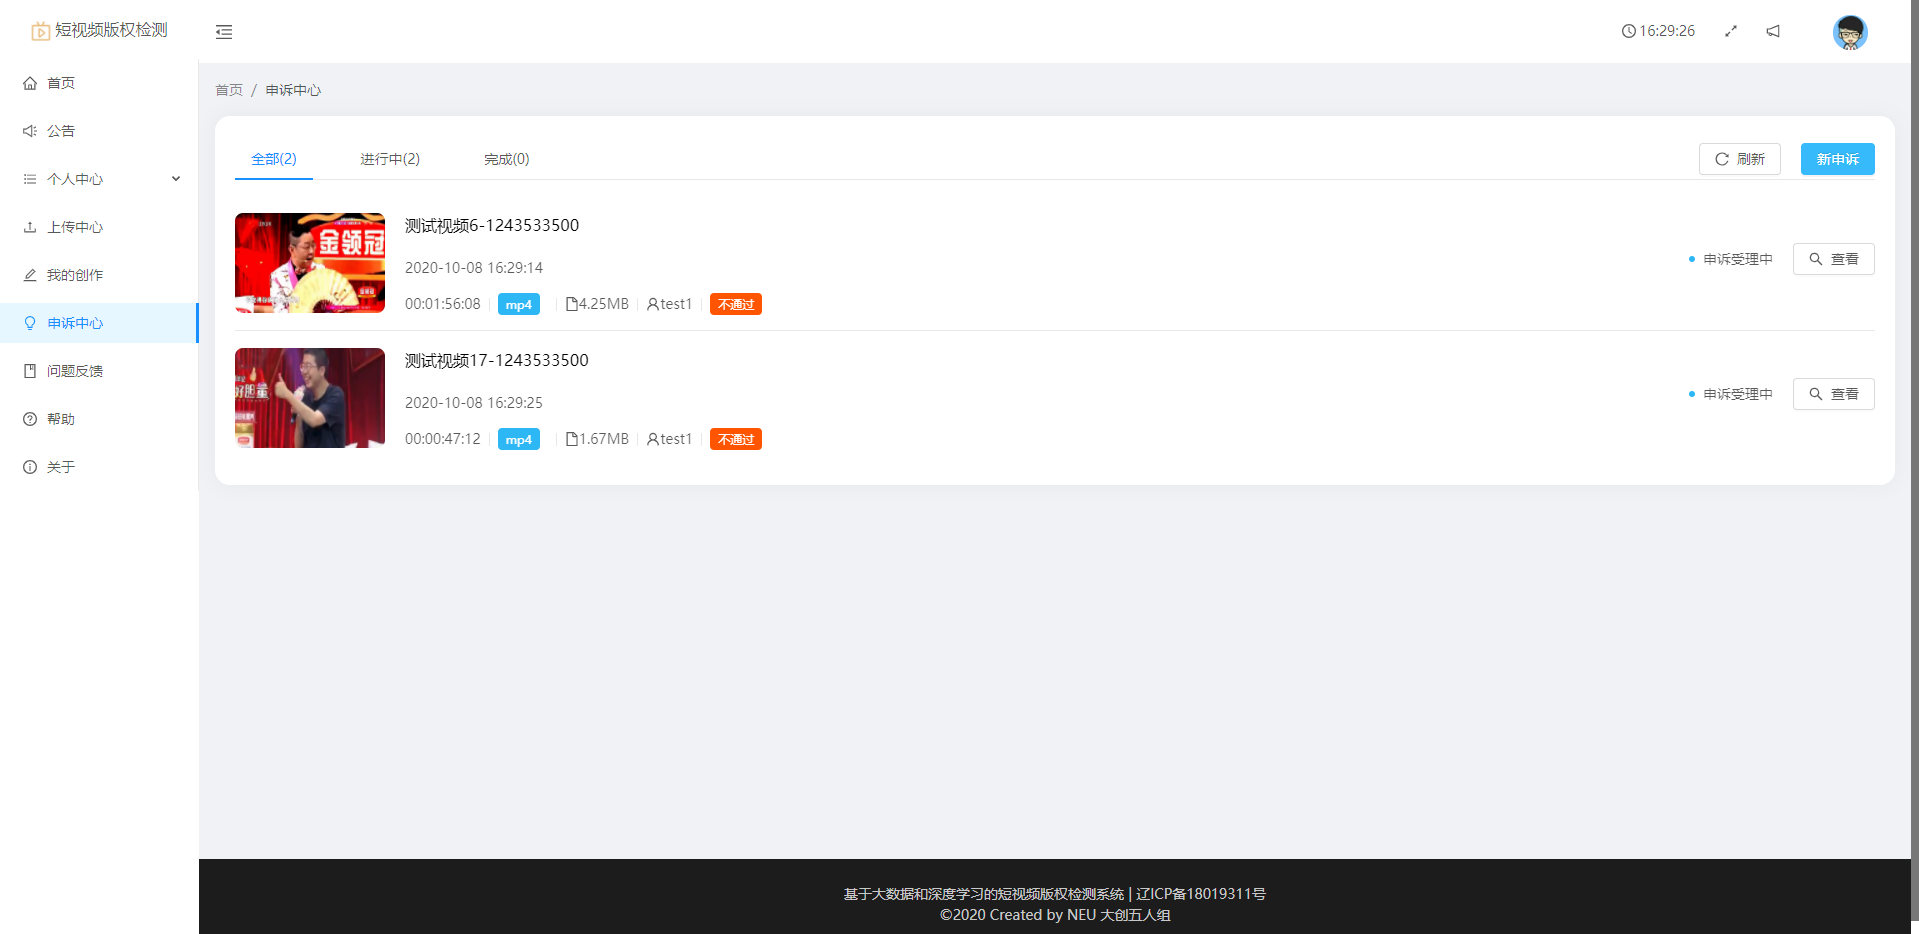 短视频版权检测
16:29:26
首页
公告
个人中心
上传中心
我的创作
申诉中心
问题反馈
帮助
关于
首页 / 申诉中心
全部(2)
进行中(2)
完成(0)
刷新
新申诉
金领冠
测试视频6-1243533500
2020-10-08 16:29:14
00:01:56:08
mp4
4.25MB
test1
不通过
申诉受理中
查看
好胆量
测试视频17-1243533500
2020-10-08 16:29:25
00:00:47:12
mp4
1.67MB
test1
不通过
申诉受理中
查看
基于大数据和深度学习的短视频版权检测系统 | 辽ICP备18019311号
©2020 Created by NEU 大创五人组